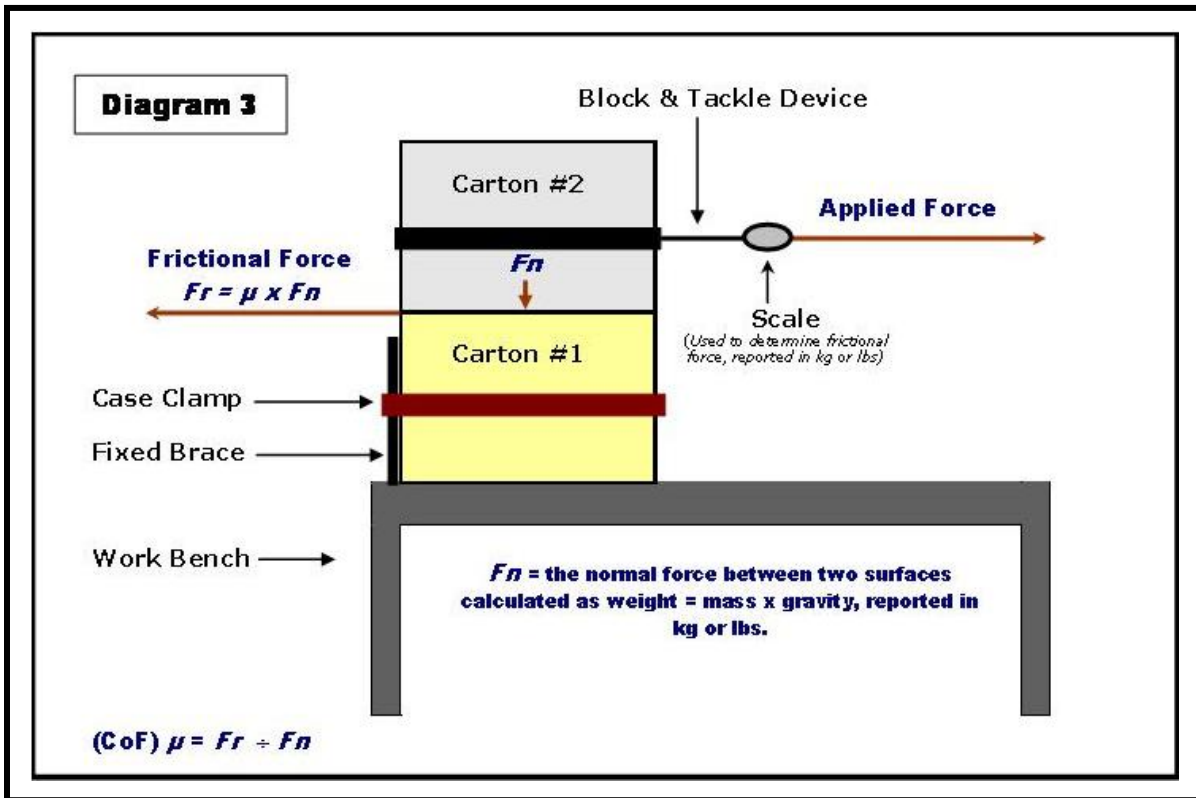 Diagram 3
Block & Tackle Device
Carton #2
Applied Force
Frictional Force
Fr = μ x Fn
Fn
Scale
(Used to determine frictional
force, reported in kg or lbs)
Carton #1
Case Clamp
Fixed Brace
Work Bench
Fn = the normal force between two surfaces
calculated as weight = mass x gravity, reported in
kg or lbs.
(CoF) μ = Fr ÷ Fn